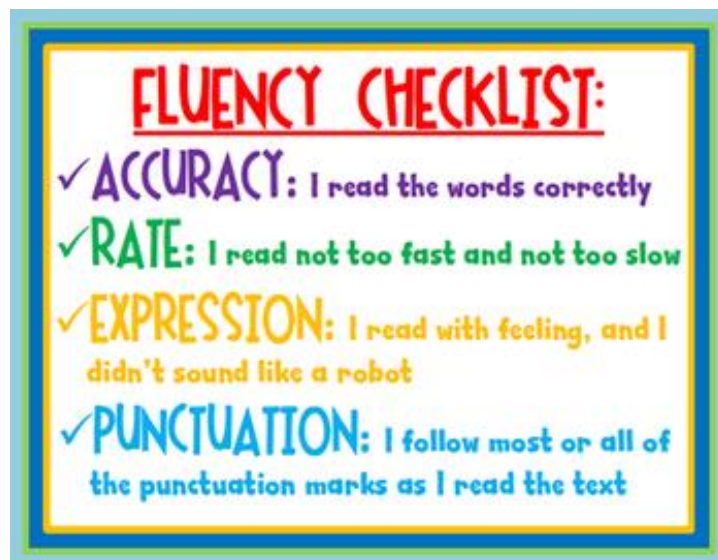 FLUENCY CHECKLIST:
✓ACCURACY: I read the words correctly
✓RATE: I read not too fast and not too slow
✓EXPRESSION: I read with feeling, and I
didn't sound like a robot
✓PUNCTUATION: I follow most or all of
the punctuation marks as I read the text